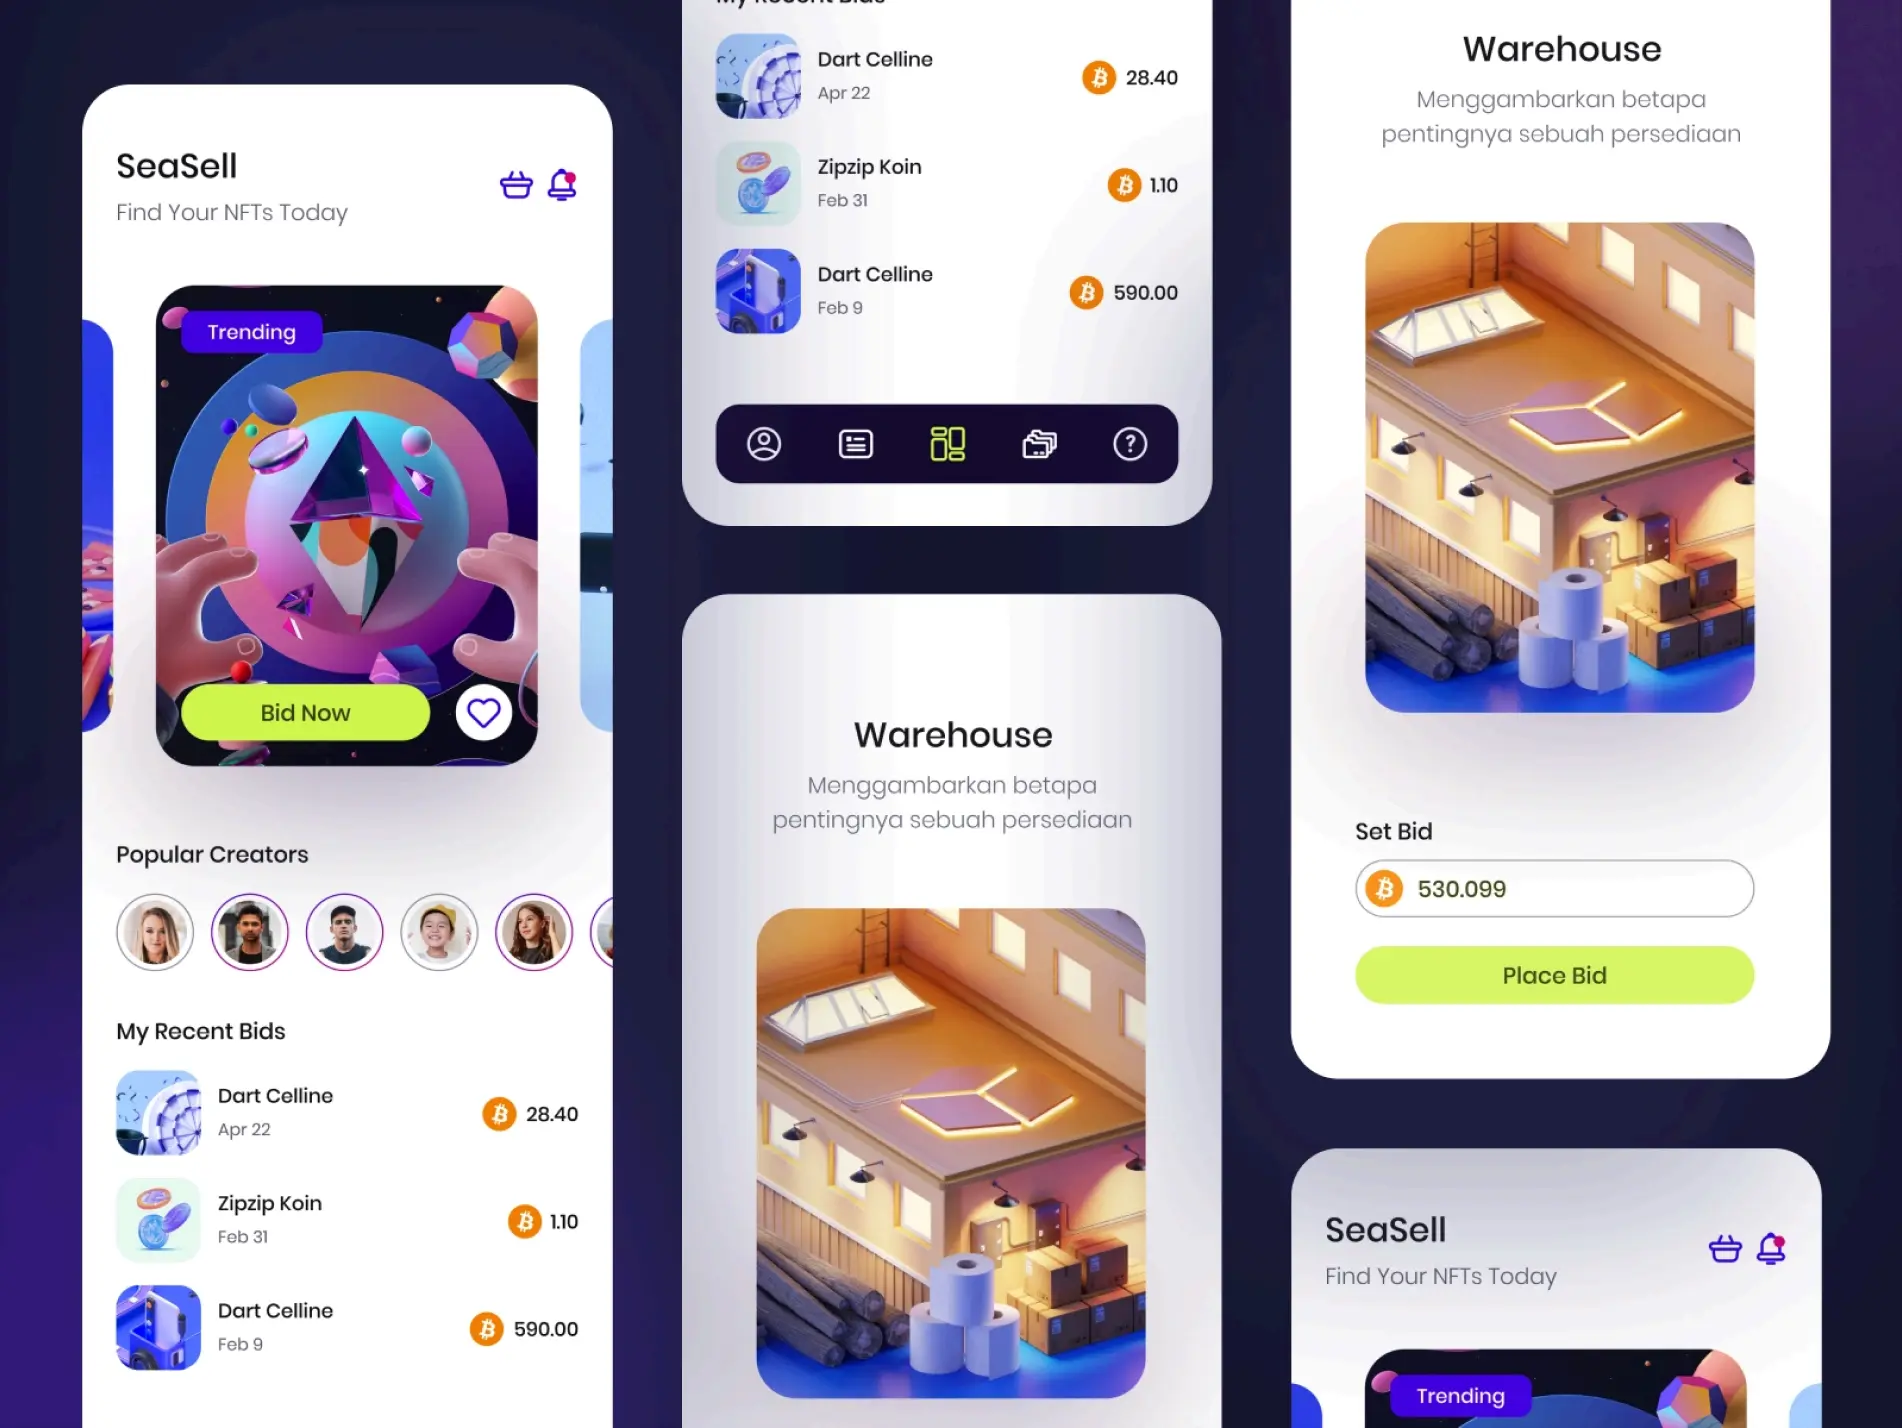 SeaSell
Find Your NFTs Today
Trending
Bid Now
Popular Creators
My Recent Bids
Dart Celline
Apr 22
28.40
Zipzip Koin
Feb 31
1.10
Dart Celline
Feb 9
590.00
My Recent Bids
Dart Celline
Apr 22
28.40
Zipzip Koin
Feb 31
1.10
Dart Celline
Feb 9
590.00
Warehouse
Menggambarkan betapa
pentingnya sebuah persediaan
Warehouse
Menggambarkan betapa
pentingnya sebuah persediaan
Set Bid
530.099
Place Bid
SeaSell
Find Your NFTs Today
Trending